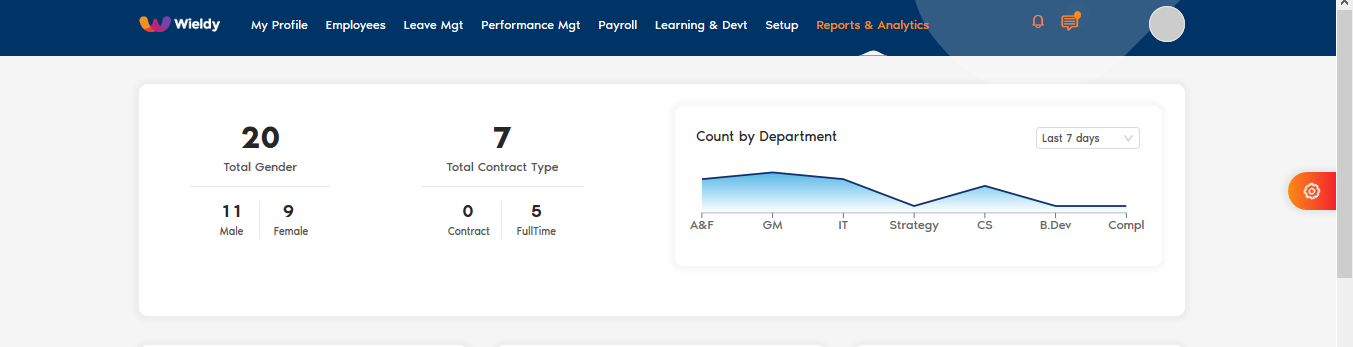 Wieldy My Profile Employees Leave Mgt Performance Mgt Payroll Learning & Devt Setup Reports & Analytics
20
Total Gender
11 9
Male Female
7
Total Contract Type
0 5
Contract FullTime
Count by Department
Last 7 days
A&F GM IT Strategy CS B.Dev Compl